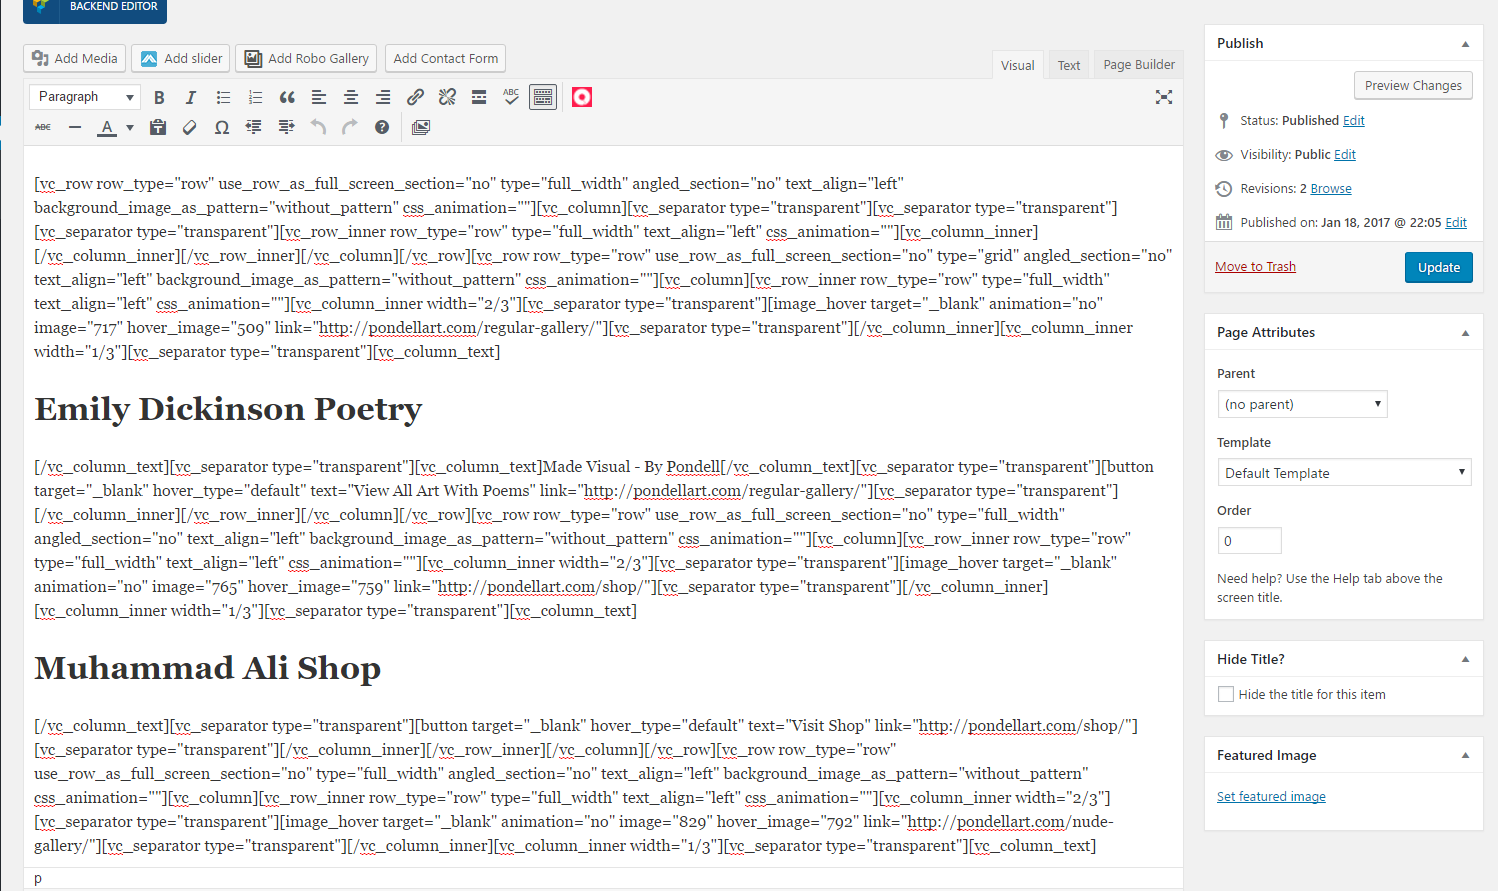 BACKEND EDITOR
Add Media
Add slider
Add Robo Gallery
Add Contact Form
Visual
Text
Page Builder
Paragraph
B
I
ABC
ABC
A
[vc_row row_type="row" use_row_as_full_screen_section="no" type="full_width" angled_section="no" text_align="left"
background_image_as_pattern="without_pattern" css_animation=""][vc_column][vc_separator type="transparent"][vc_separator type="transparent"]
[vc_separator type="transparent"][vc_row_inner row_type="row" type="full_width" text_align="left" css_animation=""][vc_column_inner]
[/vc_column_inner][/vc_row_inner][/vc_column][/vc_row][vc_row row_type="row" use_row_as_full_screen_section="no" type="grid" angled_section="no"
text_align="left" background_image_as_pattern="without_pattern" css_animation=""][vc_column][vc_row_inner row_type="row" type="full_width"
text_align="left" css_animation=""][vc_column_inner width="2/3"][vc_separator type="transparent"][image_hover target="_blank" animation="no"
image="717" hover_image="509" link="http://pondellart.com/regular-gallery/"][vc_separator type="transparent"][/vc_column_inner][vc_column_inner
width="1/3"][vc_separator type="transparent"][vc_column_text]
Emily Dickinson Poetry
[/vc_column_text][vc_separator type="transparent"][vc_column_text]Made Visual - By Pondell[/vc_column_text][vc_separator type="transparent"][button
target="_blank" hover_type="default" text="View All Art With Poems" link="http://pondellart.com/regular-gallery/"][vc_separator type="transparent"]
[/vc_column_inner][/vc_row_inner][/vc_column][/vc_row][vc_row row_type="row" use_row_as_full_screen_section="no" type="full_width"
angled_section="no" text_align="left" background_image_as_pattern="without_pattern" css_animation=""][vc_column][vc_row_inner row_type="row"
type="full_width" text_align="left" css_animation=""][vc_column_inner width="2/3"][vc_separator type="transparent"][image_hover target="_blank"
animation="no" image="765" hover_image="759" link="http://pondellart.com/shop/"][vc_separator type="transparent"][/vc_column_inner]
[vc_column_inner width="1/3"][vc_separator type="transparent"][vc_column_text]
Muhammad Ali Shop
[/vc_column_text][vc_separator type="transparent"][button target="_blank" hover_type="default" text="Visit Shop" link="http://pondellart.com/shop/"]
[vc_separator type="transparent"][/vc_column_inner][/vc_row_inner][/vc_column][/vc_row][vc_row row_type="row"
use_row_as_full_screen_section="no" type="full_width" angled_section="no" text_align="left" background_image_as_pattern="without_pattern"
css_animation=""][vc_column][vc_row_inner row_type="row" type="full_width" text_align="left" css_animation=""][vc_column_inner width="2/3"]
[vc_separator type="transparent"][image_hover target="_blank" animation="no" image="829" hover_image="792" link="http://pondellart.com/nude-
gallery/"][vc_separator type="transparent"][/vc_column_inner][vc_column_inner width="1/3"][vc_separator type="transparent"][vc_column_text]
p
Publish
Preview Changes
Status: Published Edit
Visibility: Public Edit
Revisions: 2 Browse
Published on: Jan 18, 2017 @ 22:05 Edit
Move to Trash
Update
Page Attributes
Parent
(no parent)
Template
Default Template
Order
0
Need help? Use the Help tab above the
screen title.
Hide Title?
Hide the title for this item
Featured Image
Set featured image